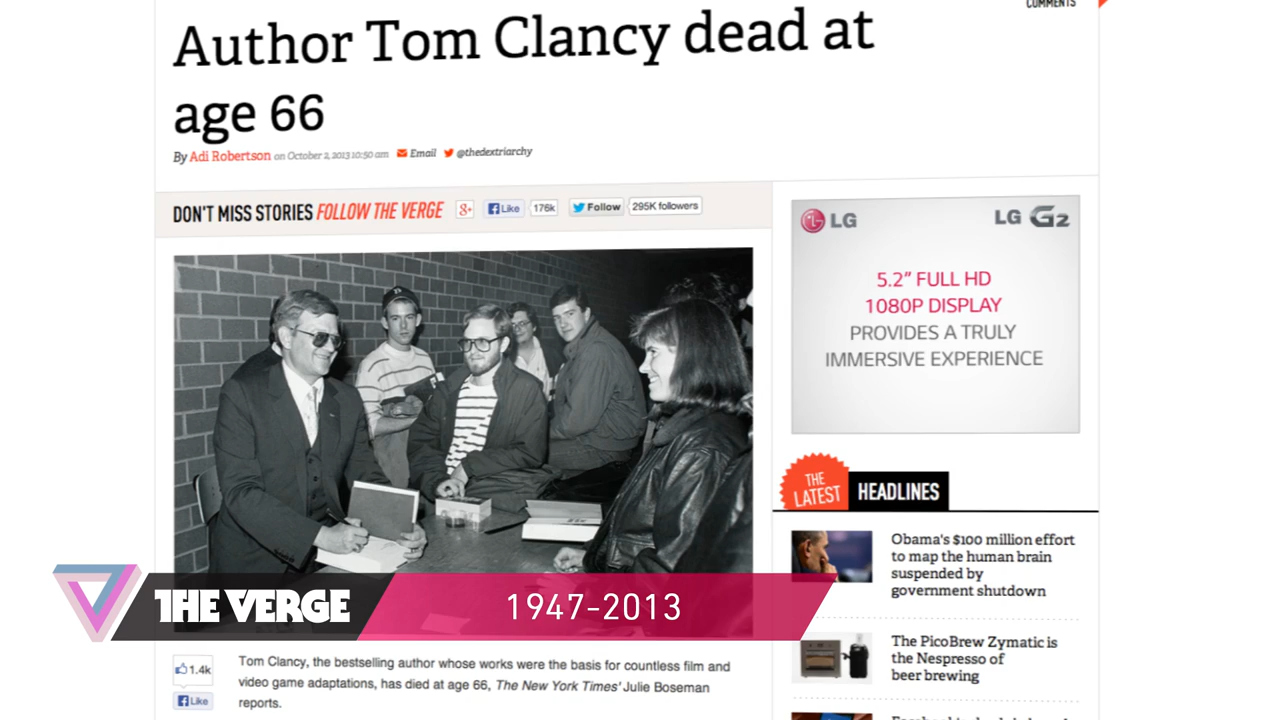 COMMENTS
Author Tom Clancy dead at
age 66
By Adi Robertson on October 2, 2013 10:50 am Email @thedextriarchy
DON'T MISS STORIES FOLLOW THE VERGE 8+ Like 176k Follow 295K followers
LG LG G2
5.2" FULL HD
1080P DISPLAY
PROVIDES A TRULY
IMMERSIVE EXPERIENCE
THE
LATEST
HEADLINES
Obama's $100 million effort
to map the human brain
suspended by
government shutdown
The PicoBrew Zymatic is
the Nespresso of
beer brewing
THE VERGE
1947-2013
1.4k
Like
Tom Clancy, the bestselling author whose works were the basis for countless film and
video game adaptations, has died at age 66, The New York Times' Julie Boseman
reports.